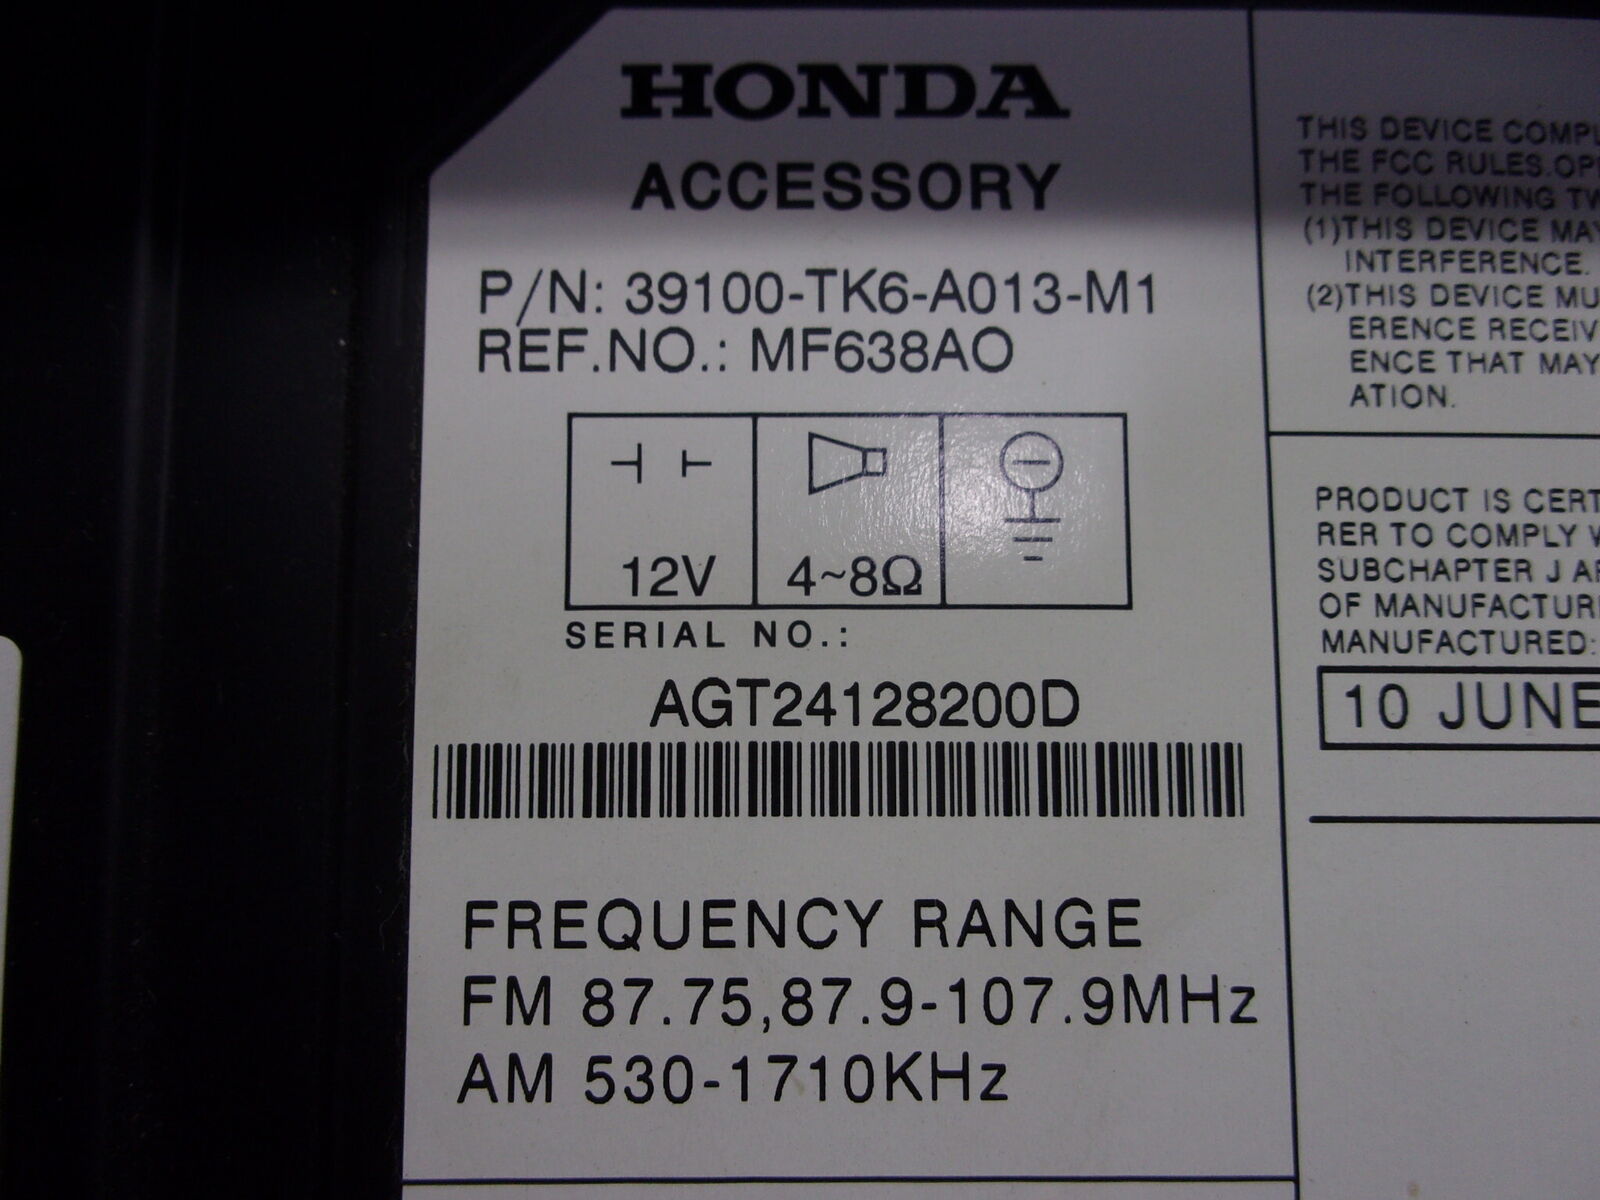 HONDA
ACCESSORY
P/N: 39100-TK6-A013-M1
REF.NO.: MF638AO
12V
4~8Ω
SERIAL NO.:
AGT24128200D
FREQUENCY RANGE
FM 87.75,87.9-107.9MHz
AM 530-1710KHz
THIS DEVICE COMPL
THE FCC RULES.OPE
THE FOLLOWING TW
(1)THIS DEVICE MAY
INTERFERENCE.
(2)THIS DEVICE MU
ERENCE RECEIV
ENCE THAT MAY
ATION.
PRODUCT IS CERT
RER TO COMPLY W
SUBCHAPTER J AF
OF MANUFACTURE
MANUFACTURED:
10 JUNE